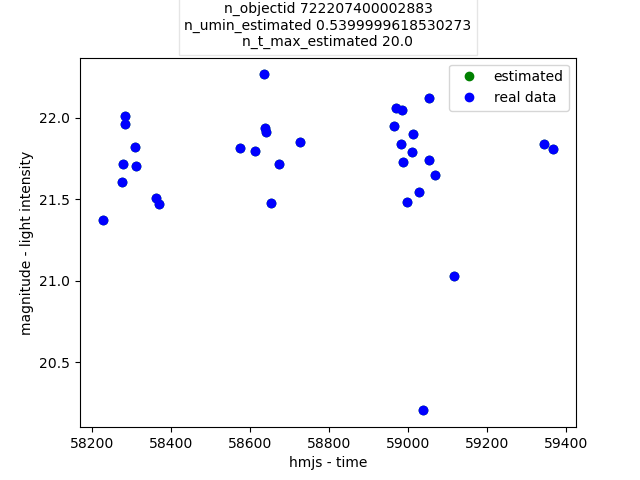 n_objectid 722207400002883
n_umin_estimated 0.5399999618530273
n_t_max_estimated 20.0
estimated
real data
22.0
21.5
21.0
20.5
magnitude - light intensity
58200 58400 58600 58800 59000 59200 59400
hmjs - time